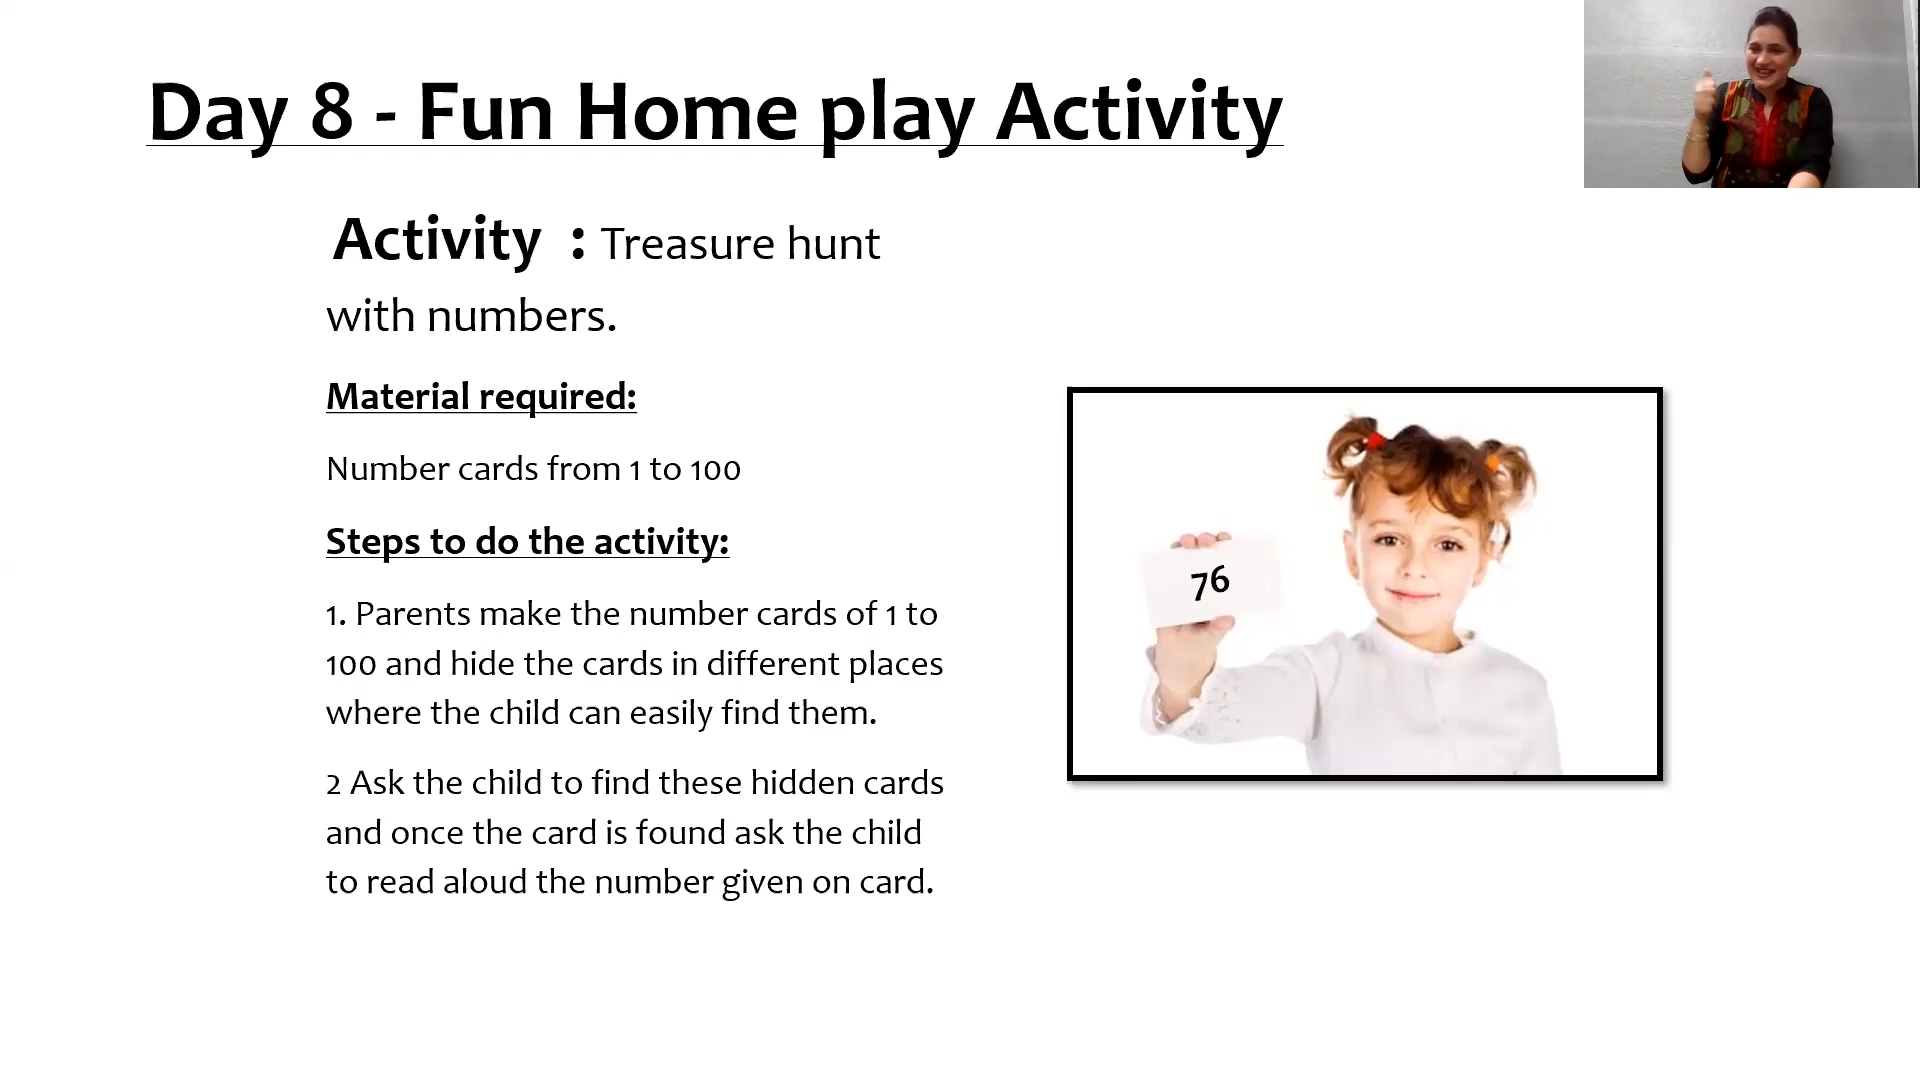 Day 8 - Fun Home play Activity
Activity : Treasure hunt
with numbers.
Material required:
Number cards from 1 to 100
Steps to do the activity:
1. Parents make the number cards of 1 to
100 and hide the cards in different places
where the child can easily find them.
2 Ask the child to find these hidden cards
and once the card is found ask the child
to read aloud the number given on card.
76